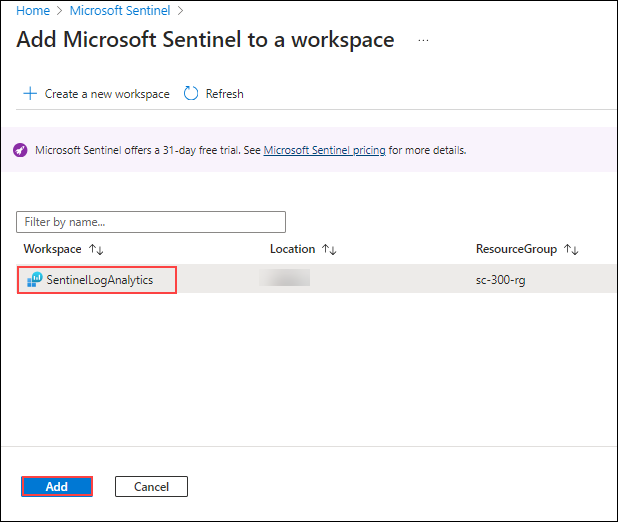 Home > Microsoft Sentinel >
Add Microsoft Sentinel to a workspace ...
+ Create a new workspace Refresh
Microsoft Sentinel offers a 31-day free trial. See Microsoft Sentinel pricing for more details.
Filter by name...
Workspace ↑↓ Location ↑↓ ResourceGroup ↑↓
SentinelLogAnalytics sc-300-rg
Add Cancel